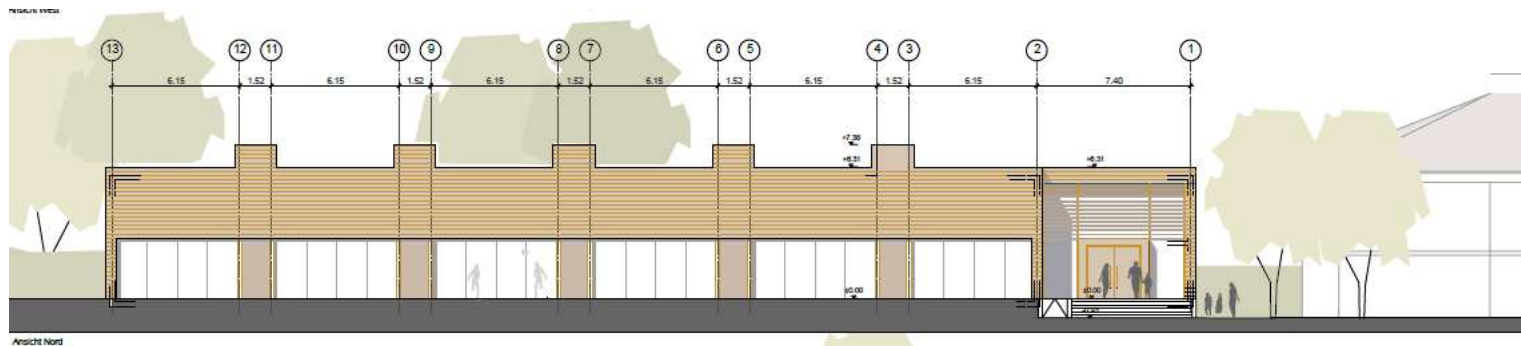 Ansicht West
13 12 11 10 9 8 7 6 5 4 3 2 1
6.15 1.52 6.15 1.52 6.15 1.52 6.15 1.52 6.15 1.52 6.15 7.40
+7.36
+6.31 +6.31
±0.00 ±0.00
Ansicht Nord